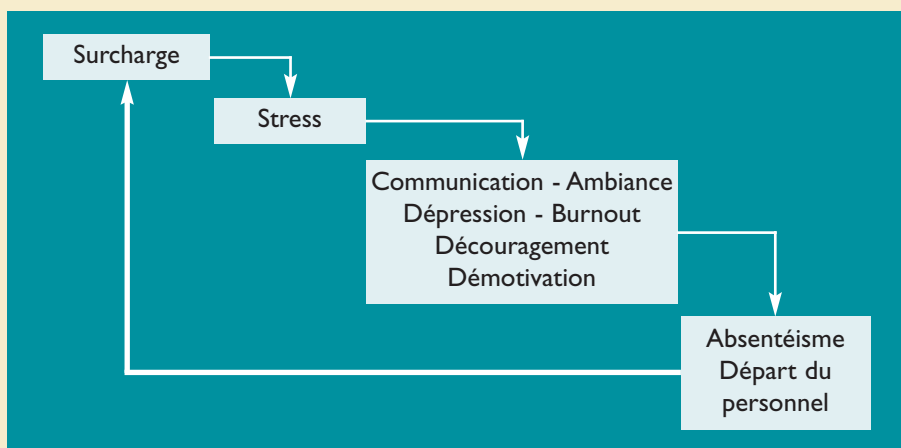 Surcharge
Stress
Communication - Ambiance
Dépression - Burnout
Découragement
Démotivation
Absentéisme
Départ du
personnel